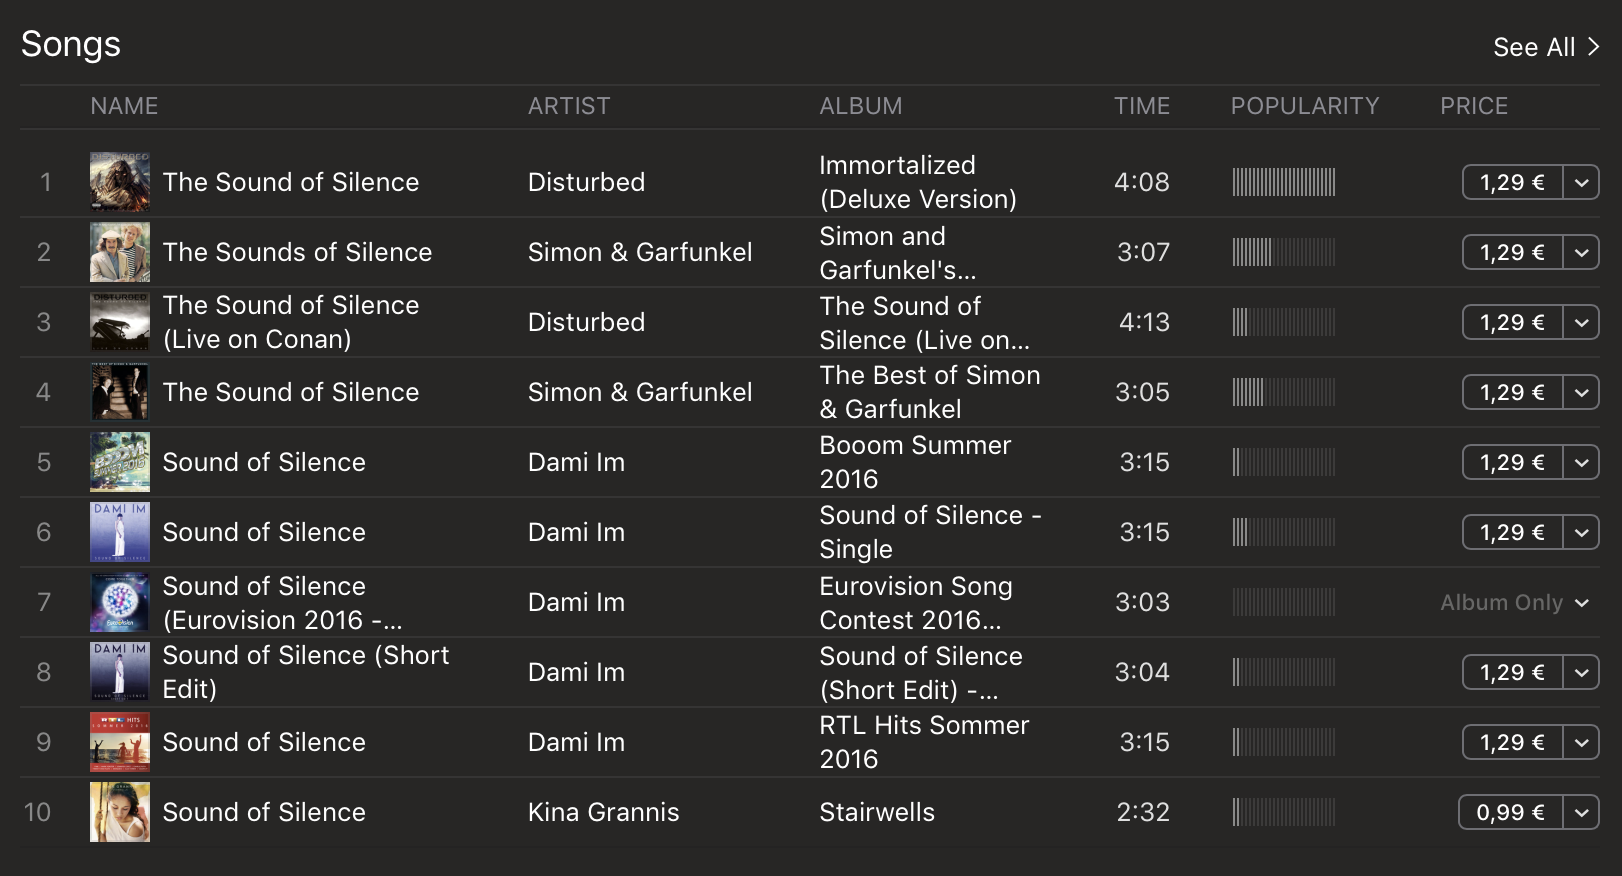 Songs
See All
NAME ARTIST ALBUM TIME POPULARITY PRICE
1 The Sound of Silence Disturbed Immortalized (Deluxe Version) 4:08 1,29 €
2 The Sounds of Silence Simon & Garfunkel Simon and Garfunkel's... 3:07 1,29 €
3 The Sound of Silence (Live on Conan) Disturbed The Sound of Silence (Live on... 4:13 1,29 €
4 The Sound of Silence Simon & Garfunkel The Best of Simon & Garfunkel 3:05 1,29 €
5 Sound of Silence Dami Im Booom Summer 2016 3:15 1,29 €
DAMI IM
6 Sound of Silence Dami Im Sound of Silence - Single 3:15 1,29 €
7 Sound of Silence (Eurovision 2016 -... Dami Im Eurovision Song Contest 2016... 3:03 Album Only
DAMI IM
8 Sound of Silence (Short Edit) Dami Im Sound of Silence (Short Edit) -... 3:04 1,29 €
9 Sound of Silence Dami Im RTL Hits Sommer 2016 3:15 1,29 €
10 Sound of Silence Kina Grannis Stairwells 2:32 0,99 €